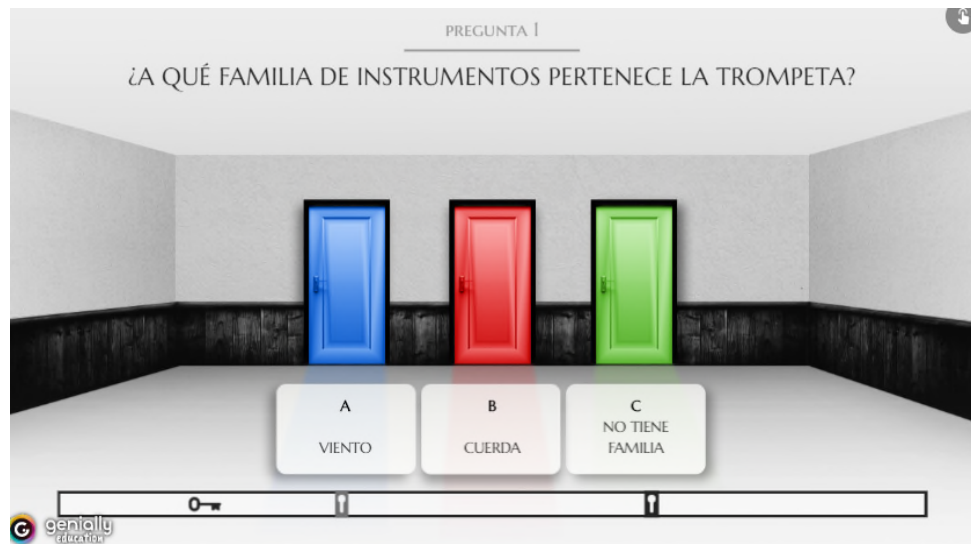 PREGUNTA 1
¿A QUÉ FAMILIA DE INSTRUMENTOS PERTENECE LA TROMPETA?
A
VIENTO
B
CUERDA
C
NO TIENE
FAMILIA
G genially
education